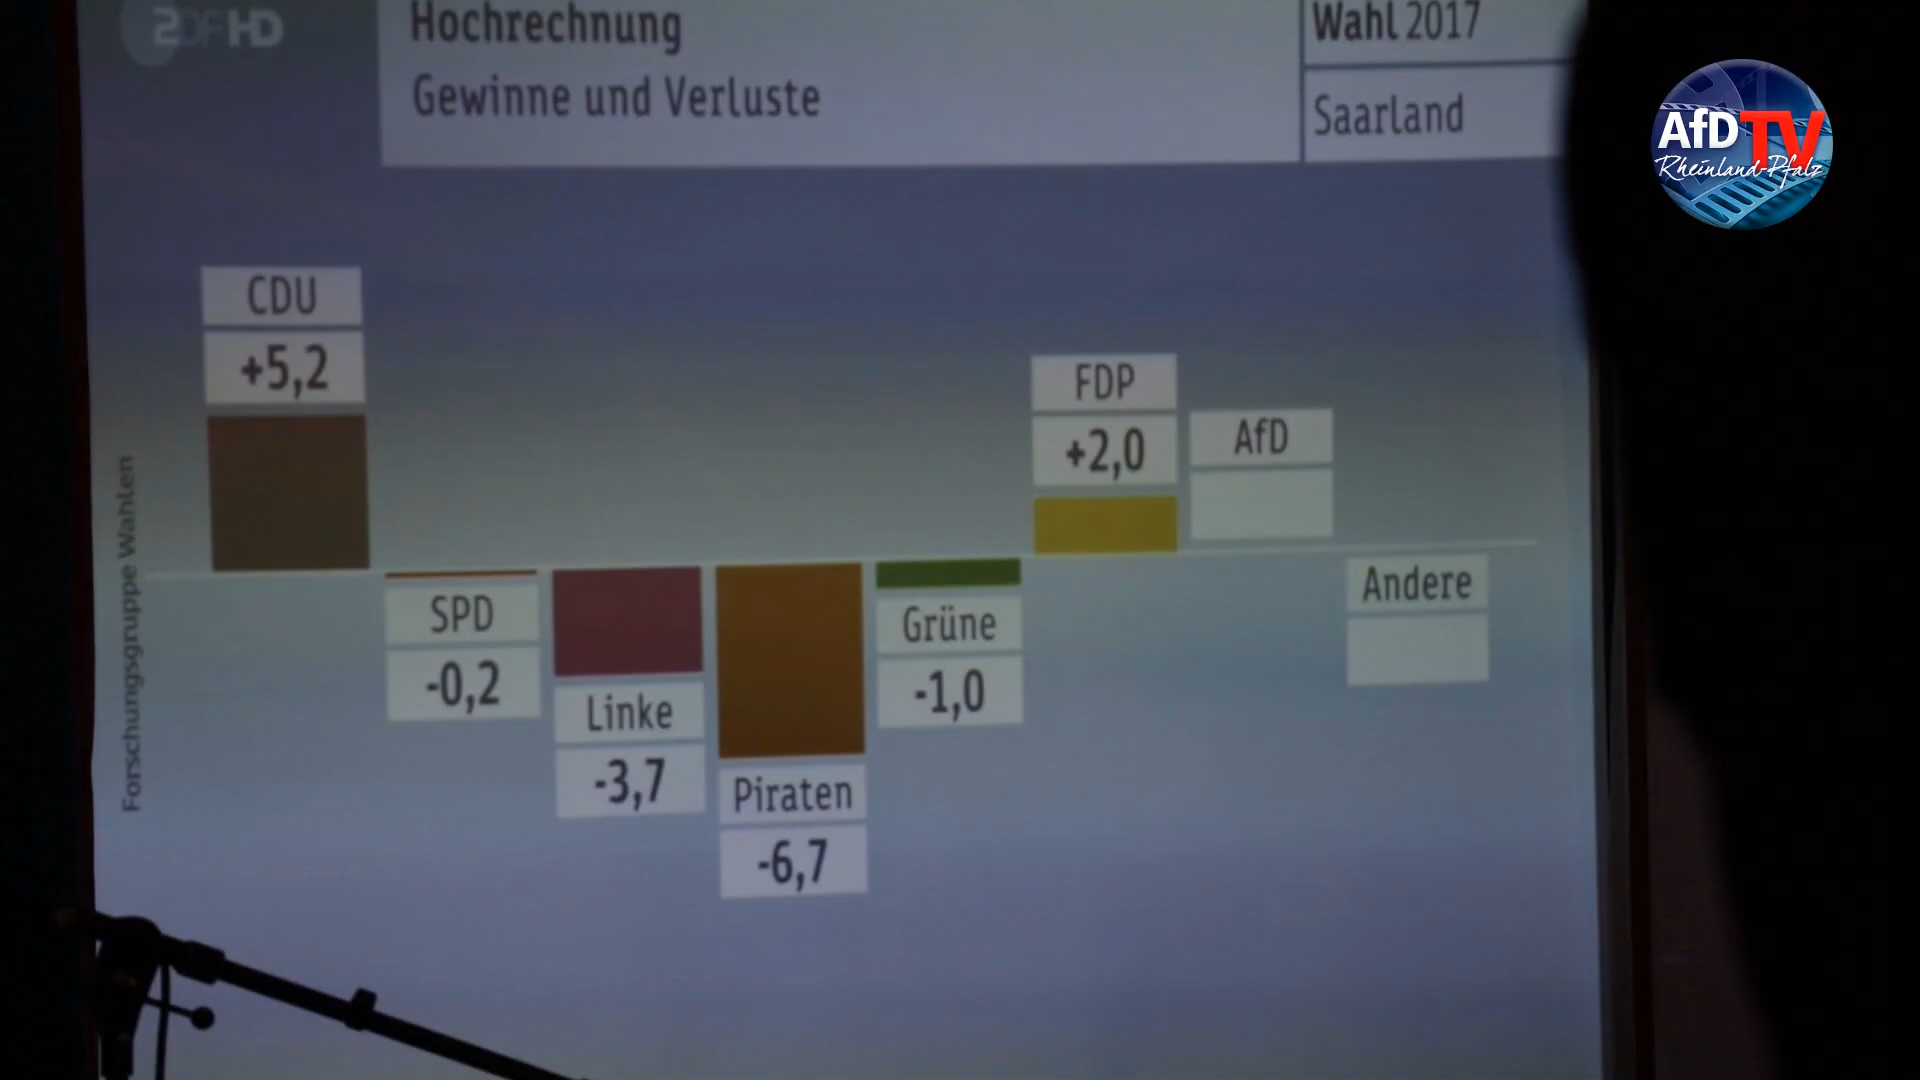 ZDF HD
Hochrechnung
Gewinne und Verluste
Wahl 2017
Saarland
AfD TV
Rheinland-Pfalz
CDU
+5,2
SPD
-0,2
Linke
-3,7
Piraten
-6,7
Grüne
-1,0
FDP
+2,0
AfD
Andere
Forschungsgruppe Wahlen